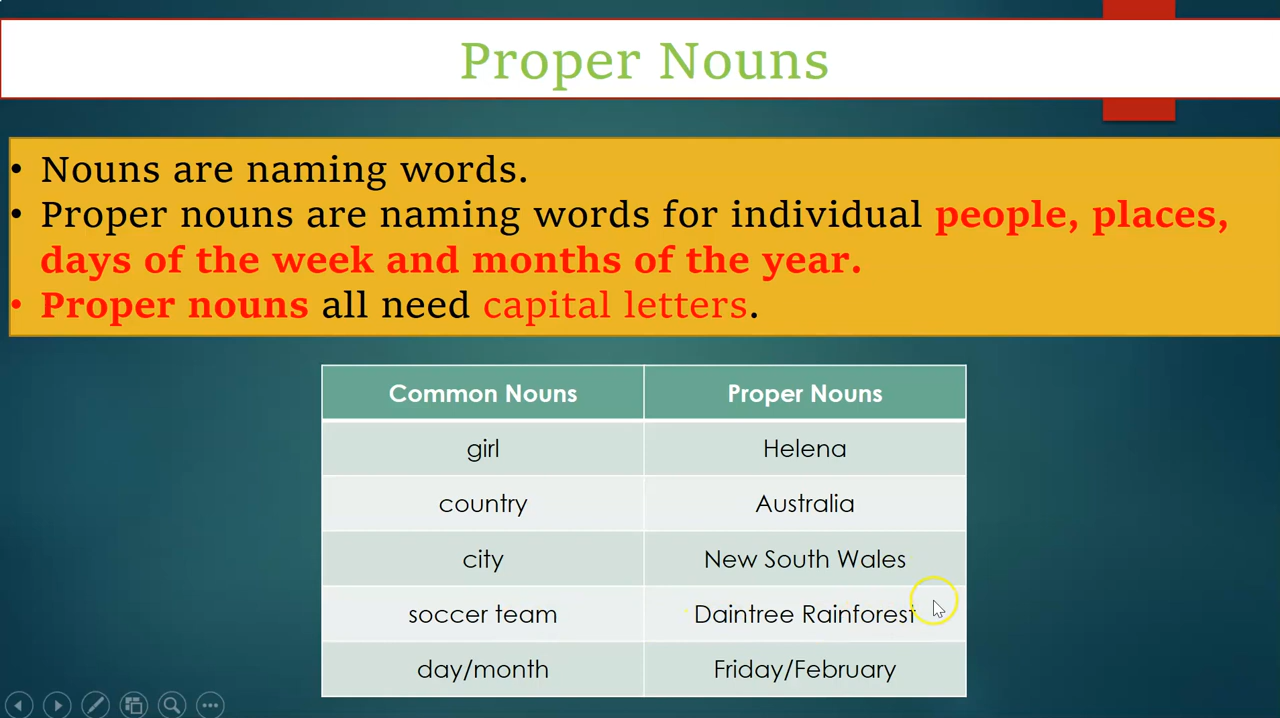 Proper Nouns
• Nouns are naming words.
• Proper nouns are naming words for individual people, places,
days of the week and months of the year.
• Proper nouns all need capital letters.
Common Nouns Proper Nouns
girl Helena
country Australia
city New South Wales
soccer team Daintree Rainforest
day/month Friday/February